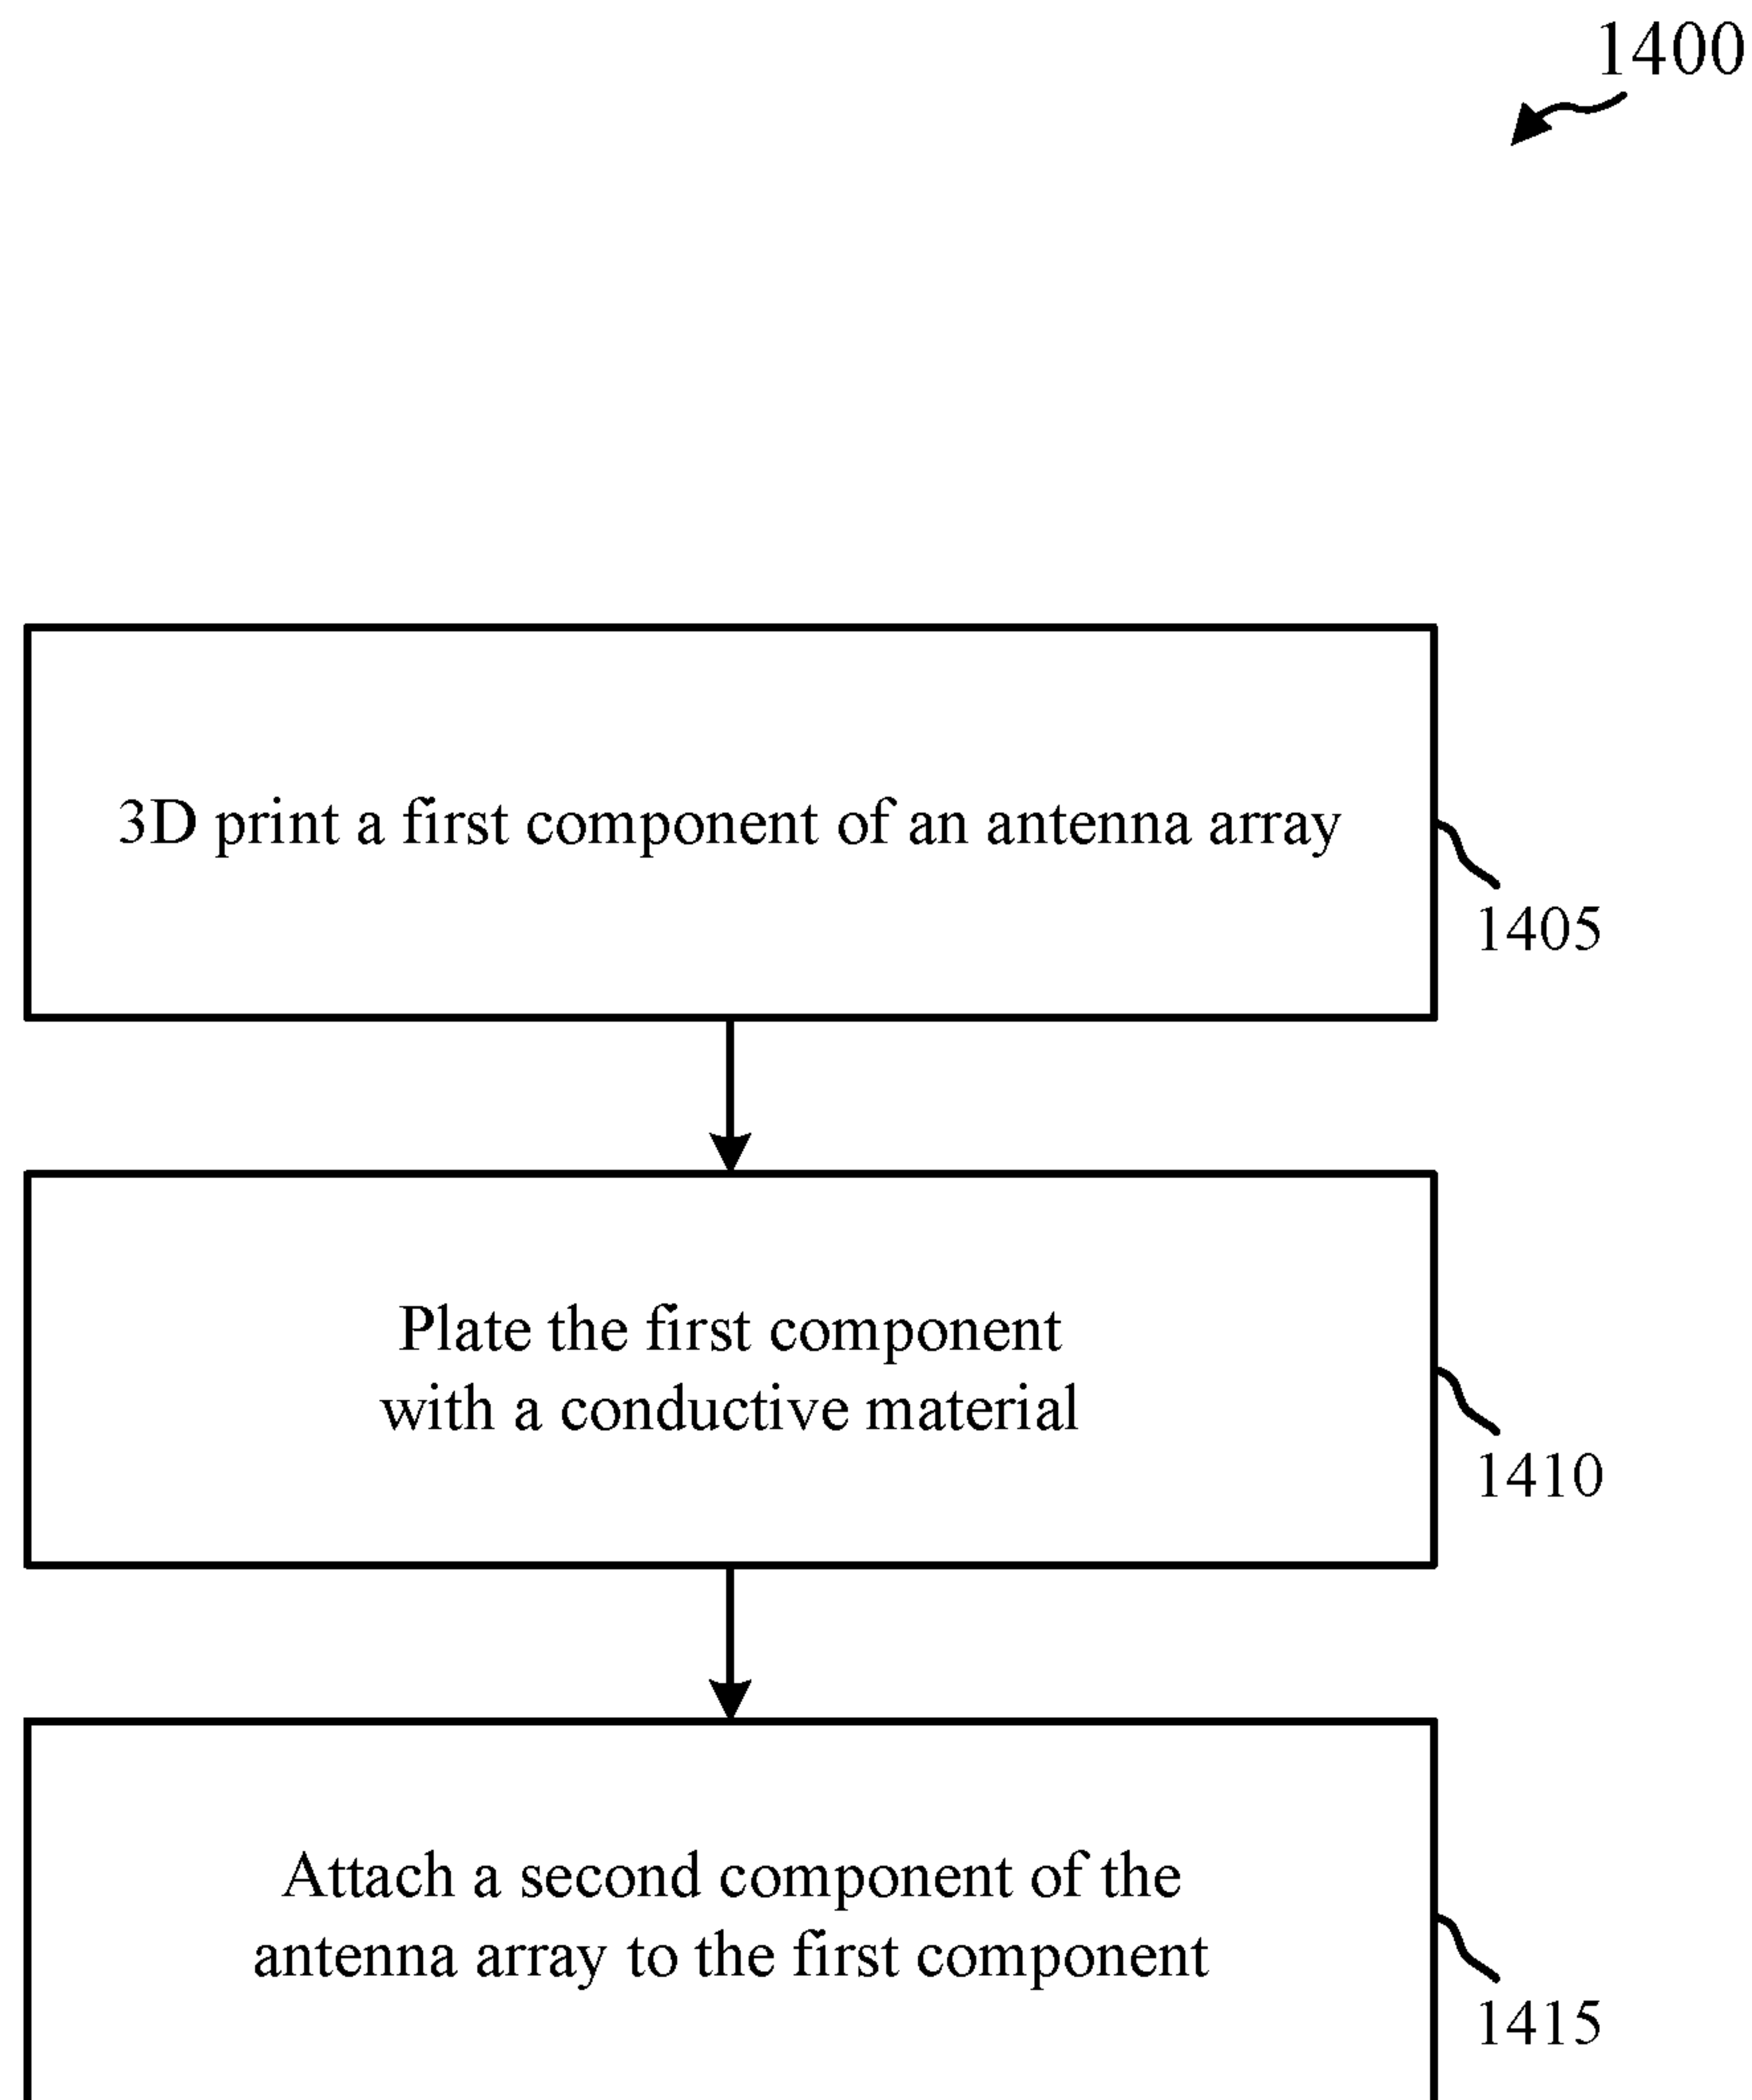 1400
3D print a first component of an antenna array
1405
Plate the first component
with a conductive material
1410
Attach a second component of the
antenna array to the first component
1415